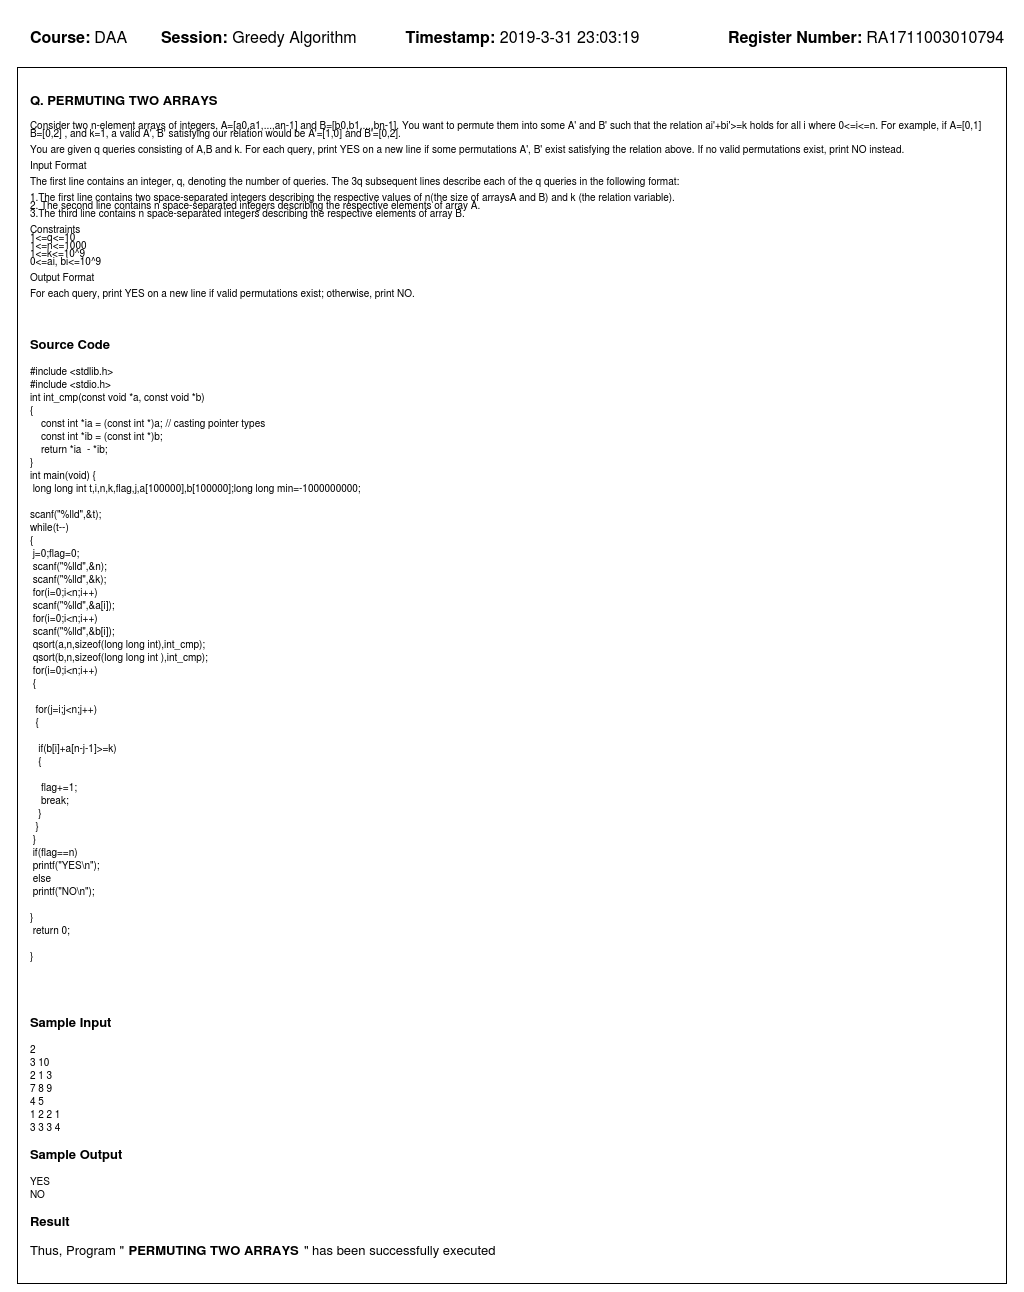 Course: DAA Session: Greedy Algorithm Timestamp: 2019-3-31 23:03:19 Register Number: RA1711003010794
Q. PERMUTING TWO ARRAYS
Consider two n-element arrays of integers, A=[a0,a1,...,an-1] and B=[b0,b1,...,bn-1]. You want to permute them into some A' and B' such that the relation ai'+bi'>=k holds for all i where 0<=i<=n. For example, if A=[0,1]
B=[0,2] , and k=1, a valid A', B' satisfying our relation would be A'=[1,0] and B'=[0,2].
You are given q queries consisting of A,B and k. For each query, print YES on a new line if some permutations A', B' exist satisfying the relation above. If no valid permutations exist, print NO instead.
Input Format
The first line contains an integer, q, denoting the number of queries. The 3q subsequent lines describe each of the q queries in the following format:
1.The first line contains two space-separated integers describing the respective values of n(the size of arraysA and B) and k (the relation variable).
2. The second line contains n space-separated integers describing the respective elements of array A.
3.The third line contains n space-separated integers describing the respective elements of array B.
Constraints
1<=q<=10
1<=n<=1000
1<=k<=10^9
0<=ai, bi<=10^9
Output Format
For each query, print YES on a new line if valid permutations exist; otherwise, print NO.
Source Code
#include <stdlib.h>
#include <stdio.h>
int int_cmp(const void *a, const void *b)
{
const int *ia = (const int *)a; // casting pointer types
const int *ib = (const int *)b;
return *ia  - *ib;
}
int main(void) {
long long int t,i,n,k,flag,j,a[100000],b[100000];long long min=-1000000000;
scanf("%lld",&t);
while(t--)
{
j=0;flag=0;
scanf("%lld",&n);
scanf("%lld",&k);
for(i=0;i<n;i++)
scanf("%lld",&a[i]);
for(i=0;i<n;i++)
scanf("%lld",&b[i]);
qsort(a,n,sizeof(long long int),int_cmp);
qsort(b,n,sizeof(long long int ),int_cmp);
for(i=0;i<n;i++)
{
for(j=i;j<n;j++)
{
if(b[i]+a[n-j-1]>=k)
{
flag+=1;
break;
}
}
}
if(flag==n)
printf("YES\n");
else
printf("NO\n");
}
return 0;
}
Sample Input
2
3 10
2 1 3
7 8 9
4 5
1 2 2 1
3 3 3 4
Sample Output
YES
NO
Result
Thus, Program " PERMUTING TWO ARRAYS " has been successfully executed